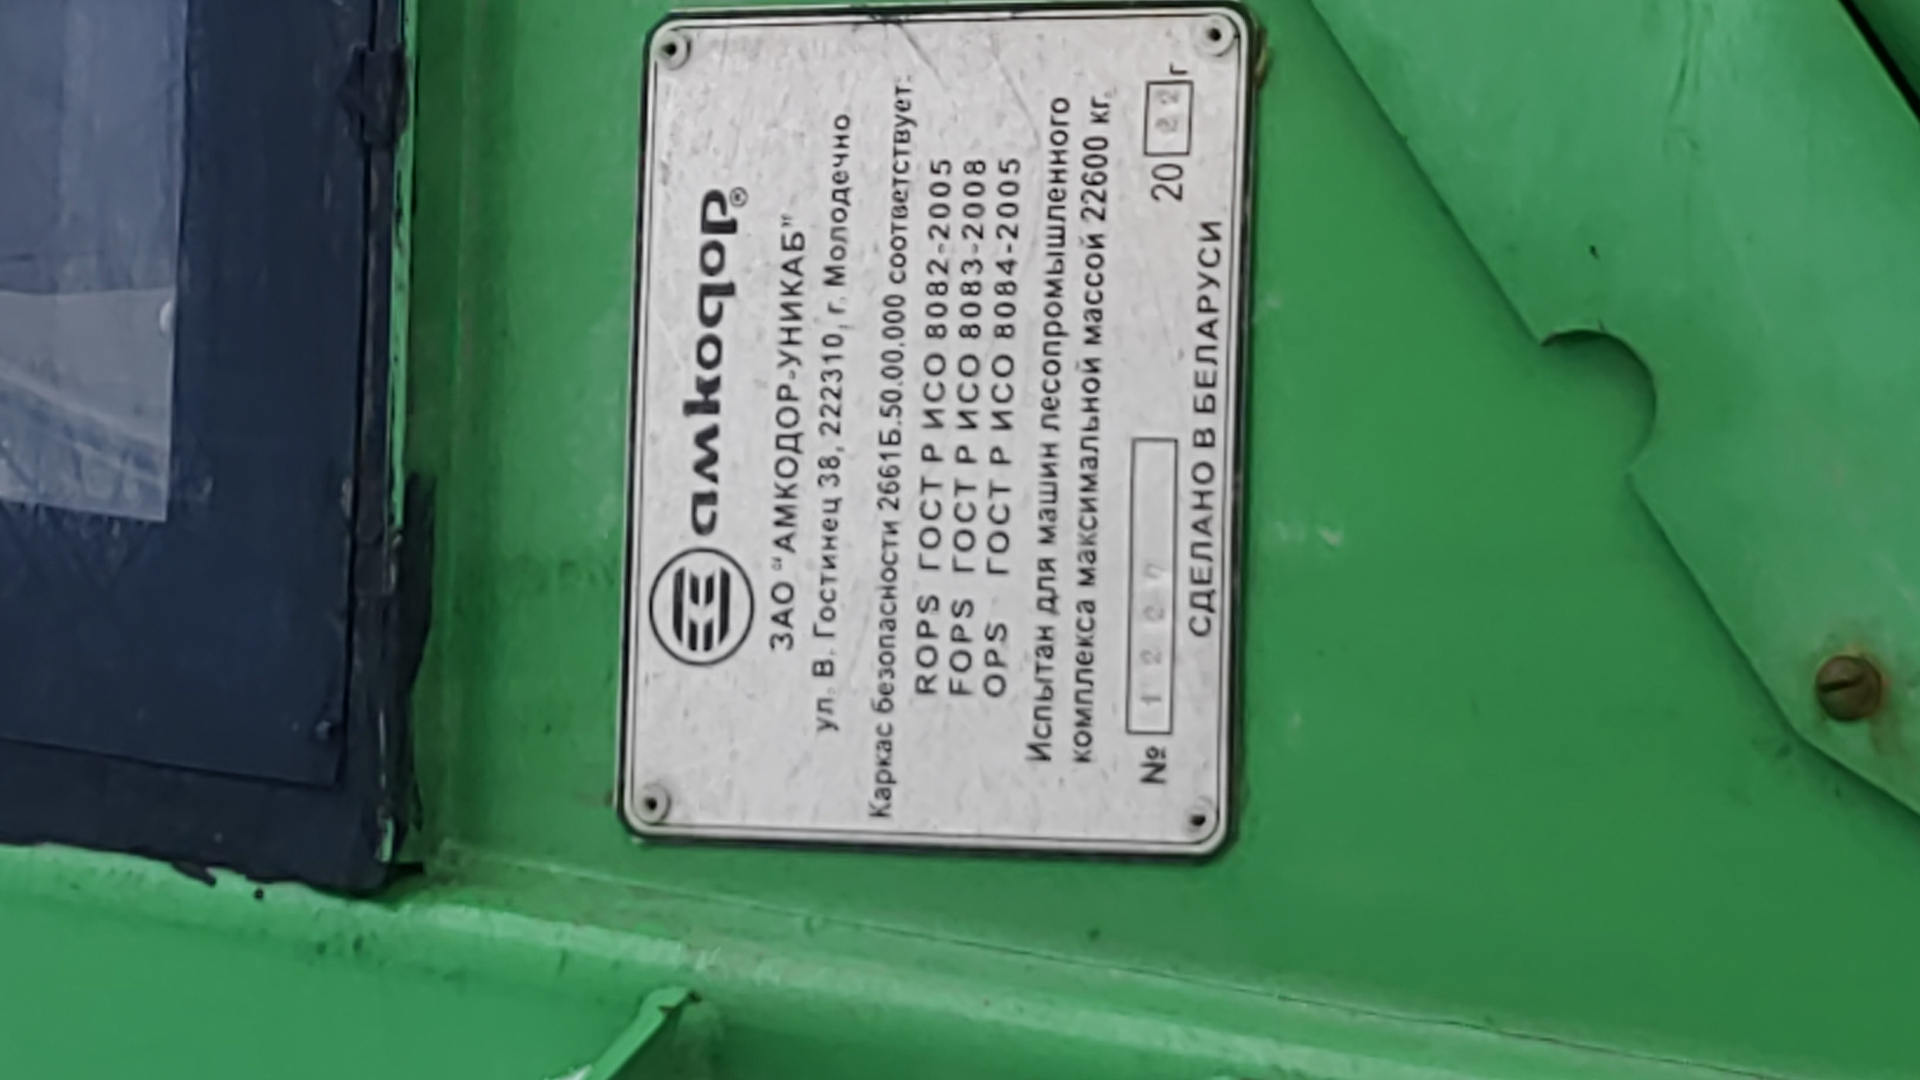 амкодор®
ЗАО "АМКОДОР-УНИКАБ"
ул. В. Гостинец 38, 222310, г. Молодечно
Каркас безопасности 2661Б.50.00.000 соответствует:
ROPS ГОСТ Р ИСО 8082-2005
FOPS ГОСТ Р ИСО 8083-2008
OPS ГОСТ Р ИСО 8084-2005
Испытан для машин лесопромышленного
комплекса максимальной массой 22600 кг.
№ 20 22 г
СДЕЛАНО В БЕЛАРУСИ